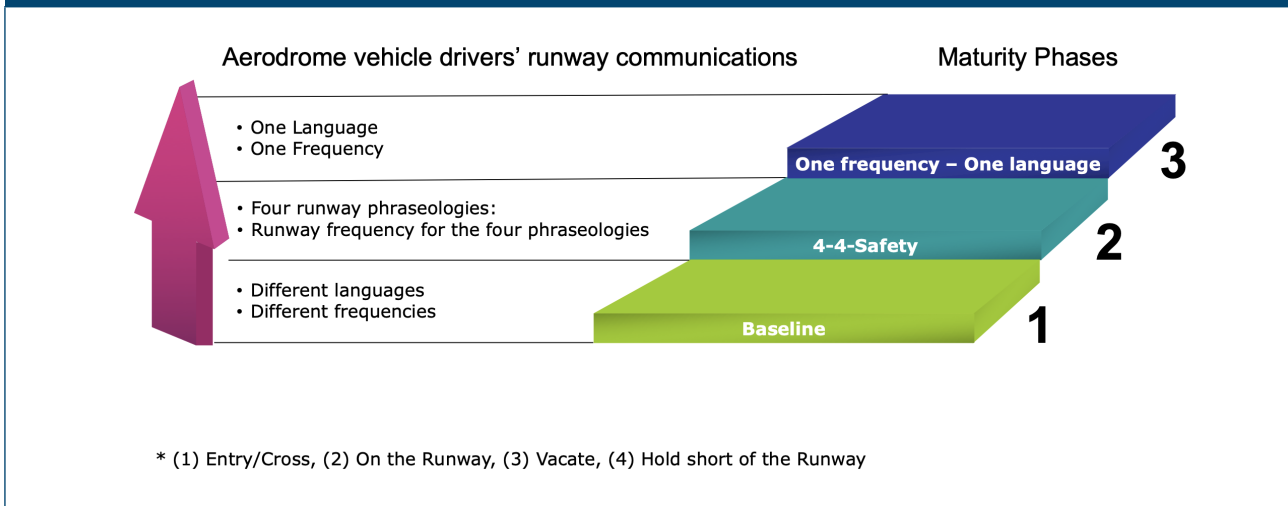 Aerodrome vehicle drivers’ runway communications
Maturity Phases
• One Language
• One Frequency
One frequency – One language
3
• Four runway phraseologies:
• Runway frequency for the four phraseologies
4-4-Safety
2
• Different languages
• Different frequencies
Baseline
1
* (1) Entry/Cross, (2) On the Runway, (3) Vacate, (4) Hold short of the Runway